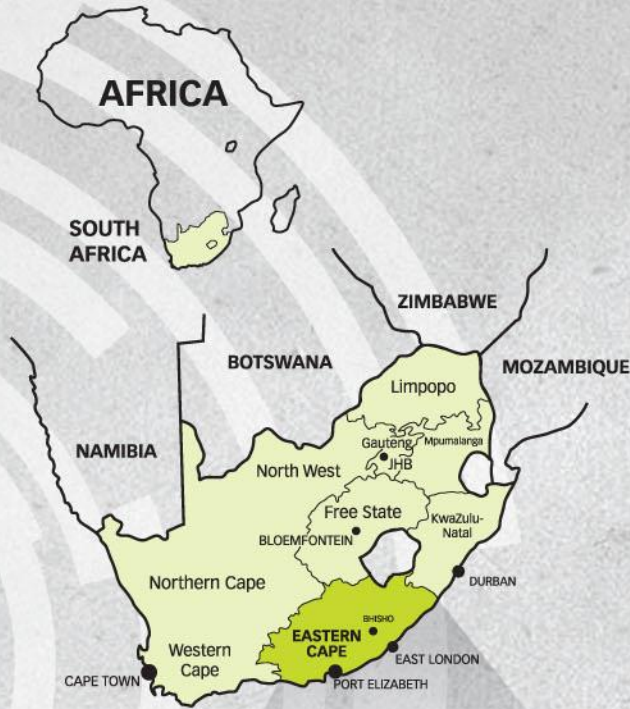 AFRICA
SOUTH
AFRICA
ZIMBABWE
BOTSWANA
MOZAMBIQUE
Limpopo
NAMIBIA
Gauteng
Mpumalanga
JHB
North West
Free State
KwaZulu-
Natal
BLOEMFONTEIN
Northern Cape
DURBAN
BHISHO
EASTERN
CAPE
Western
Cape
EAST LONDON
CAPE TOWN
PORT ELIZABETH